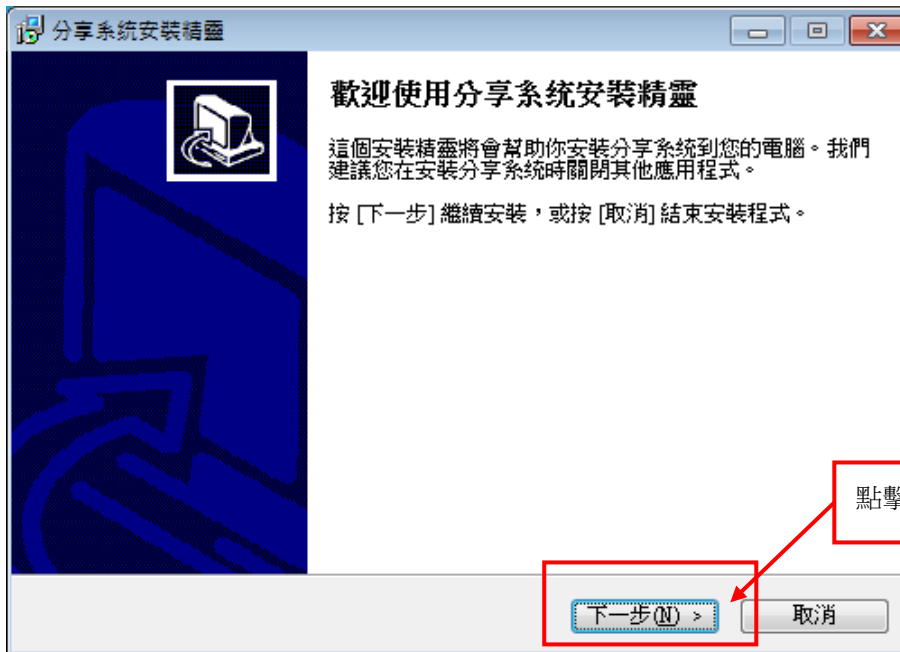 分享系统安裝精靈
歡迎使用分享系统安裝精靈
這個安裝精靈將會幫助你安裝分享系统到您的電腦。我們
建議您在安裝分享系统時關閉其他應用程式。
按 [下一步] 繼續安裝，或按 [取消] 結束安裝程式。
點擊
下一步(N) >
取消